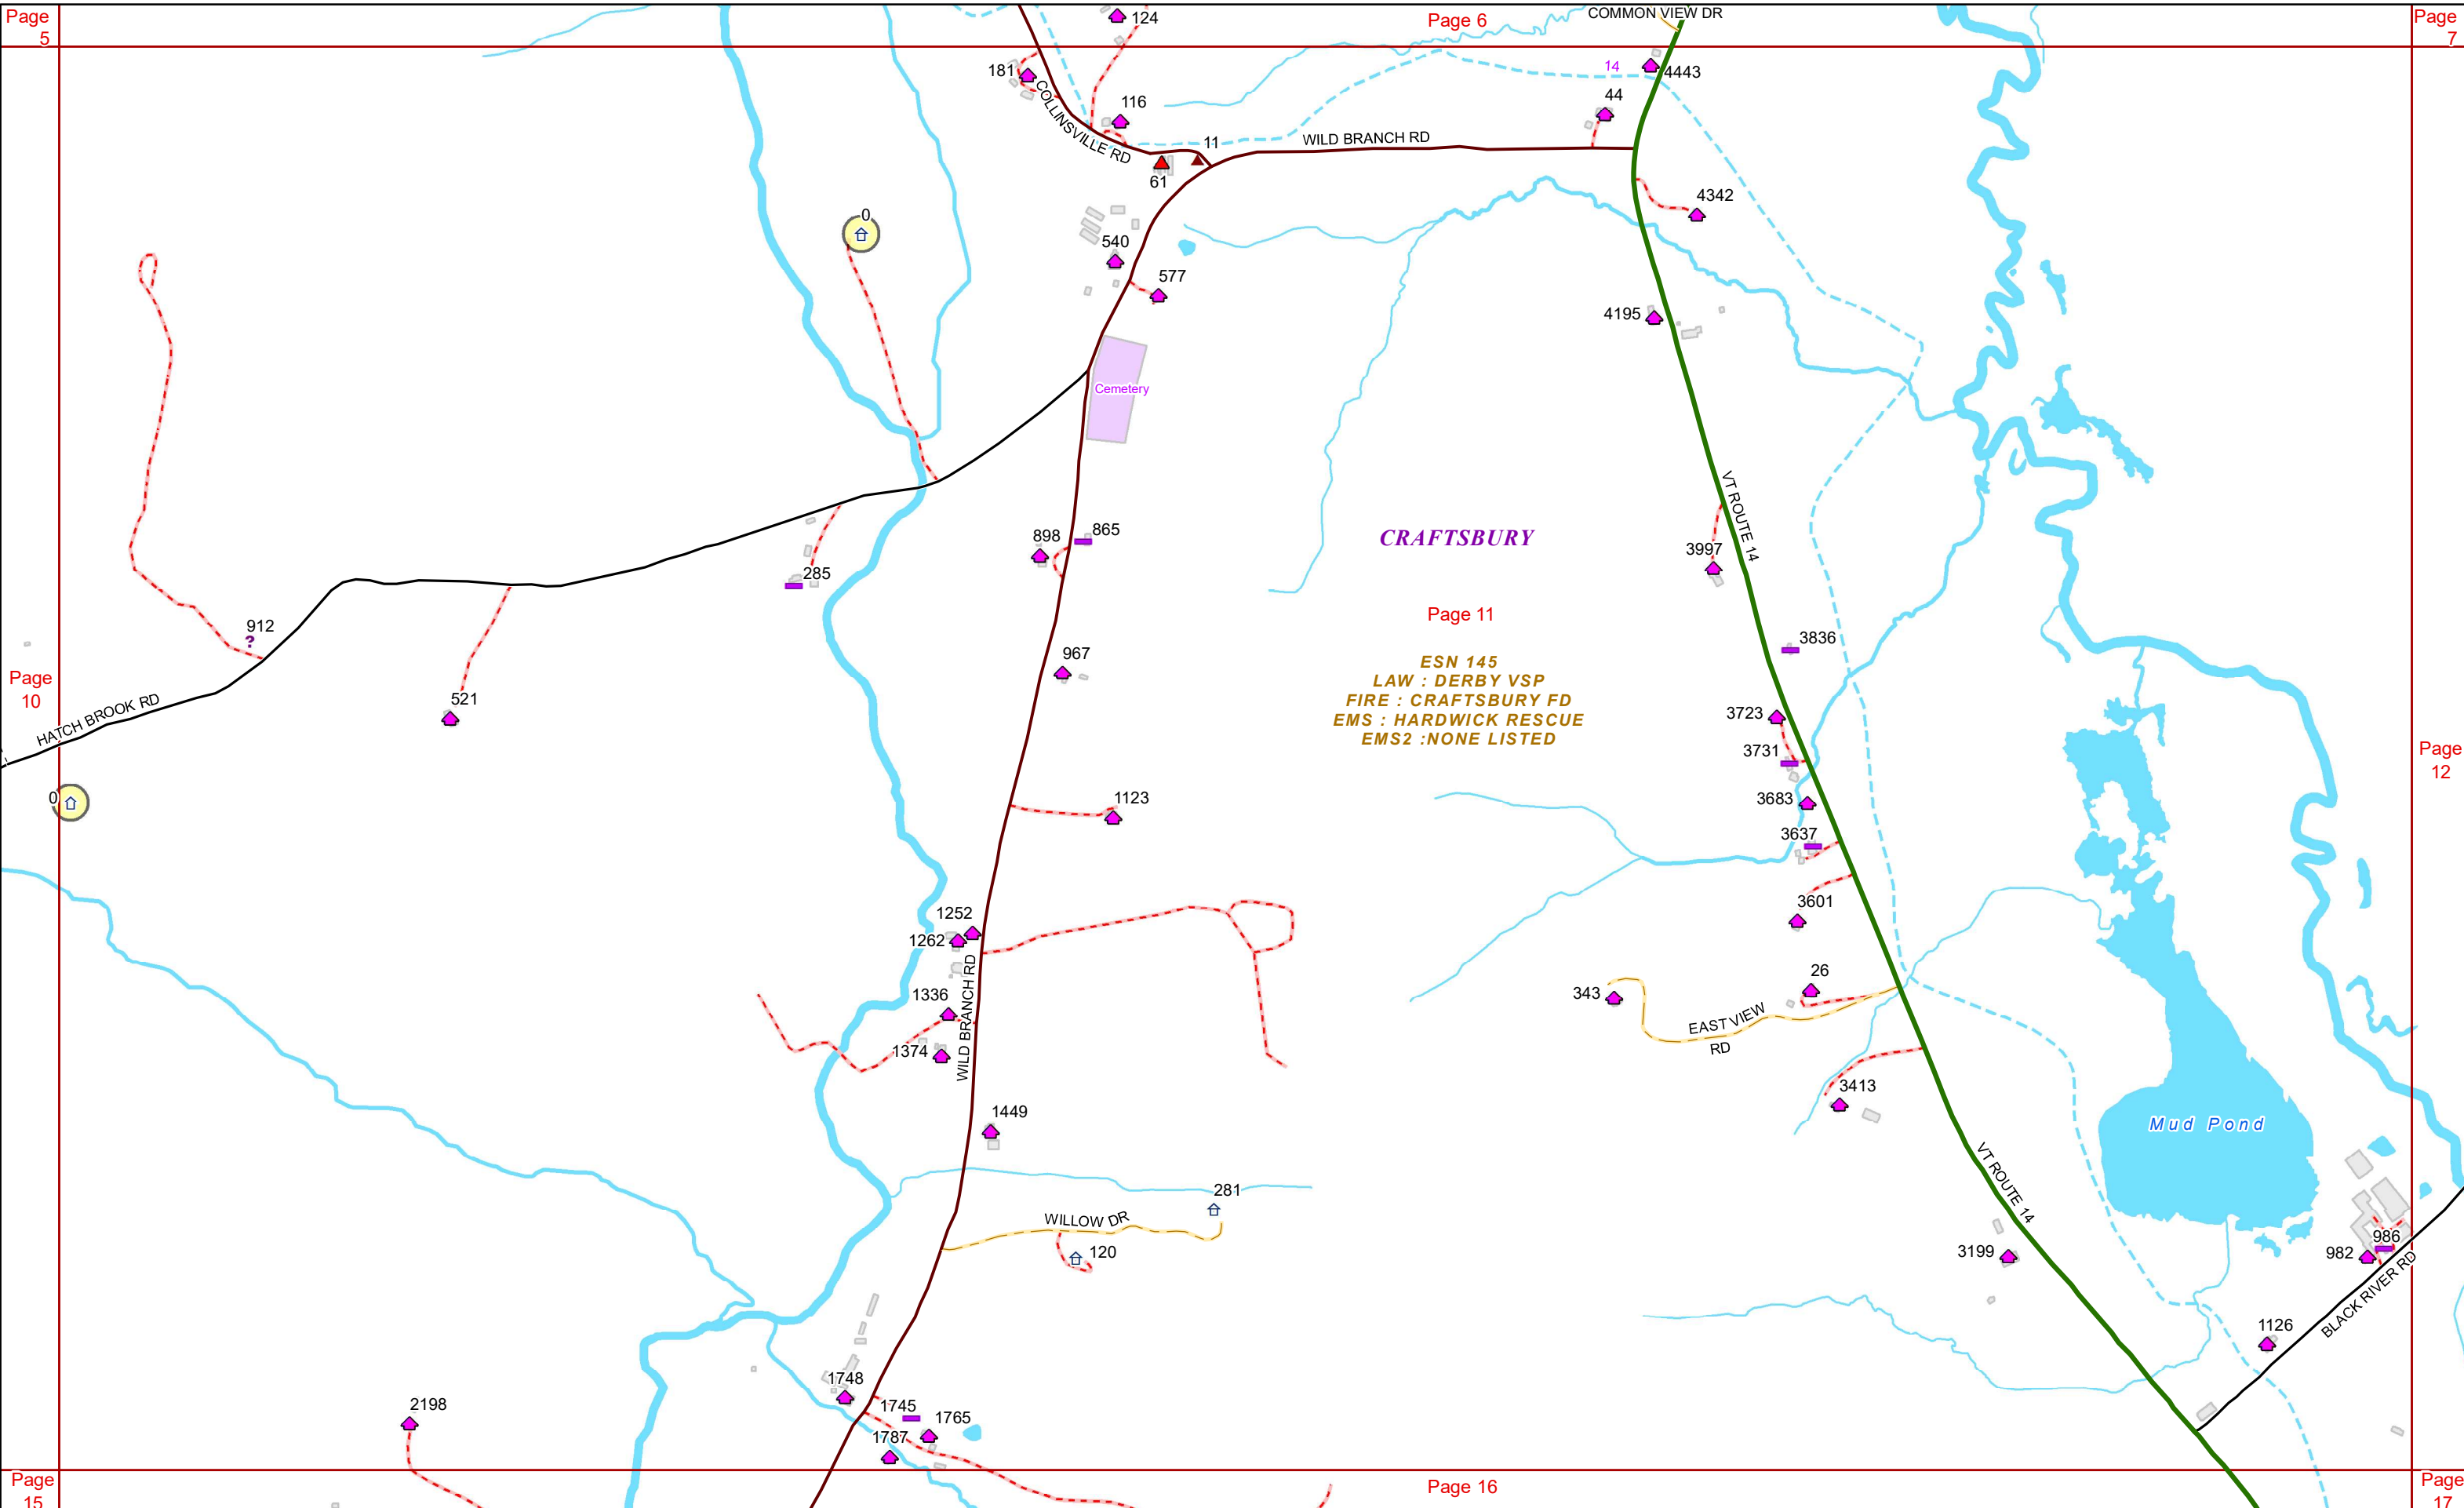 Page
5
124
Page 6
COMMON VIEW DR
Page
7
181
COLLINSVILLE RD
116
14
4443
44
11
WILD BRANCH RD
61
4342
0
540
577
4195
Cemetery
VT ROUTE 14
898
865
CRAFTSBURY
3997
285
912
Page 11
3836
967
ESN 145
LAW : DERBY VSP
FIRE : CRAFTSBURY FD
EMS : HARDWICK RESCUE
EMS2 :NONE LISTED
Page
10
521
HATCH BROOK RD
3723
3731
Page
12
0
1123
3683
3637
1252
1262
3601
WILD BRANCH RD
1336
343
26
EAST VIEW
RD
1374
3413
1449
Mud Pond
VT ROUTE 14
281
WILLOW DR
120
3199
982
986
BLACK RIVER RD
1126
1748
2198
1745
1765
1787
Page
15
Page 16
Page
17